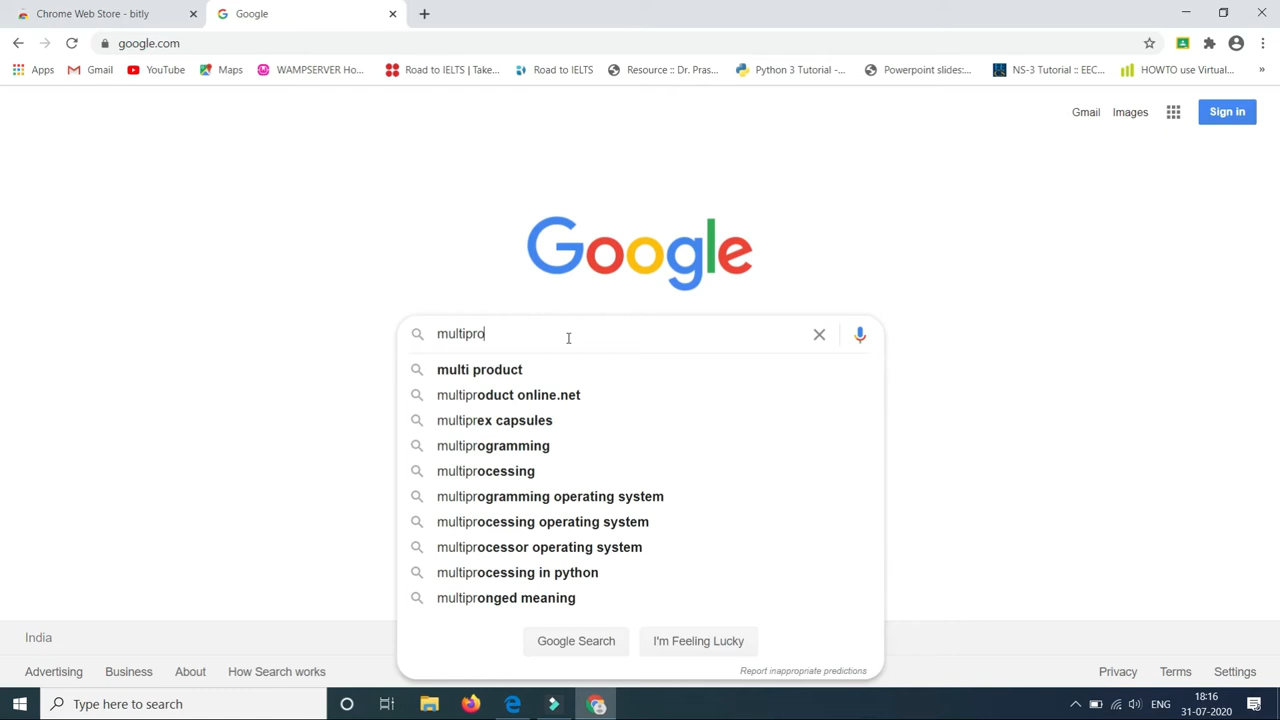 Chrome Web Store - bitly
Google
google.com
Apps
Gmail
YouTube
Maps
WAMPSERVER Ho...
Road to IELTS | Take...
Road to IELTS
Resource :: Dr. Pras...
Python 3 Tutorial -...
Powerpoint slides:...
NS-3 Tutorial :: EEC...
HOWTO use Virtual...
Gmail
Images
Sign in
Google
multipro
multi product
multiproduct online.net
multiprex capsules
multiprogramming
multiprocessing
multiprogramming operating system
multiprocessing operating system
multiprocessor operating system
multiprocessing in python
multipronged meaning
Google Search
I'm Feeling Lucky
Report inappropriate predictions
India
Advertising
Business
About
How Search works
Privacy
Terms
Settings
Type here to search
ENG
18:16
31-07-2020